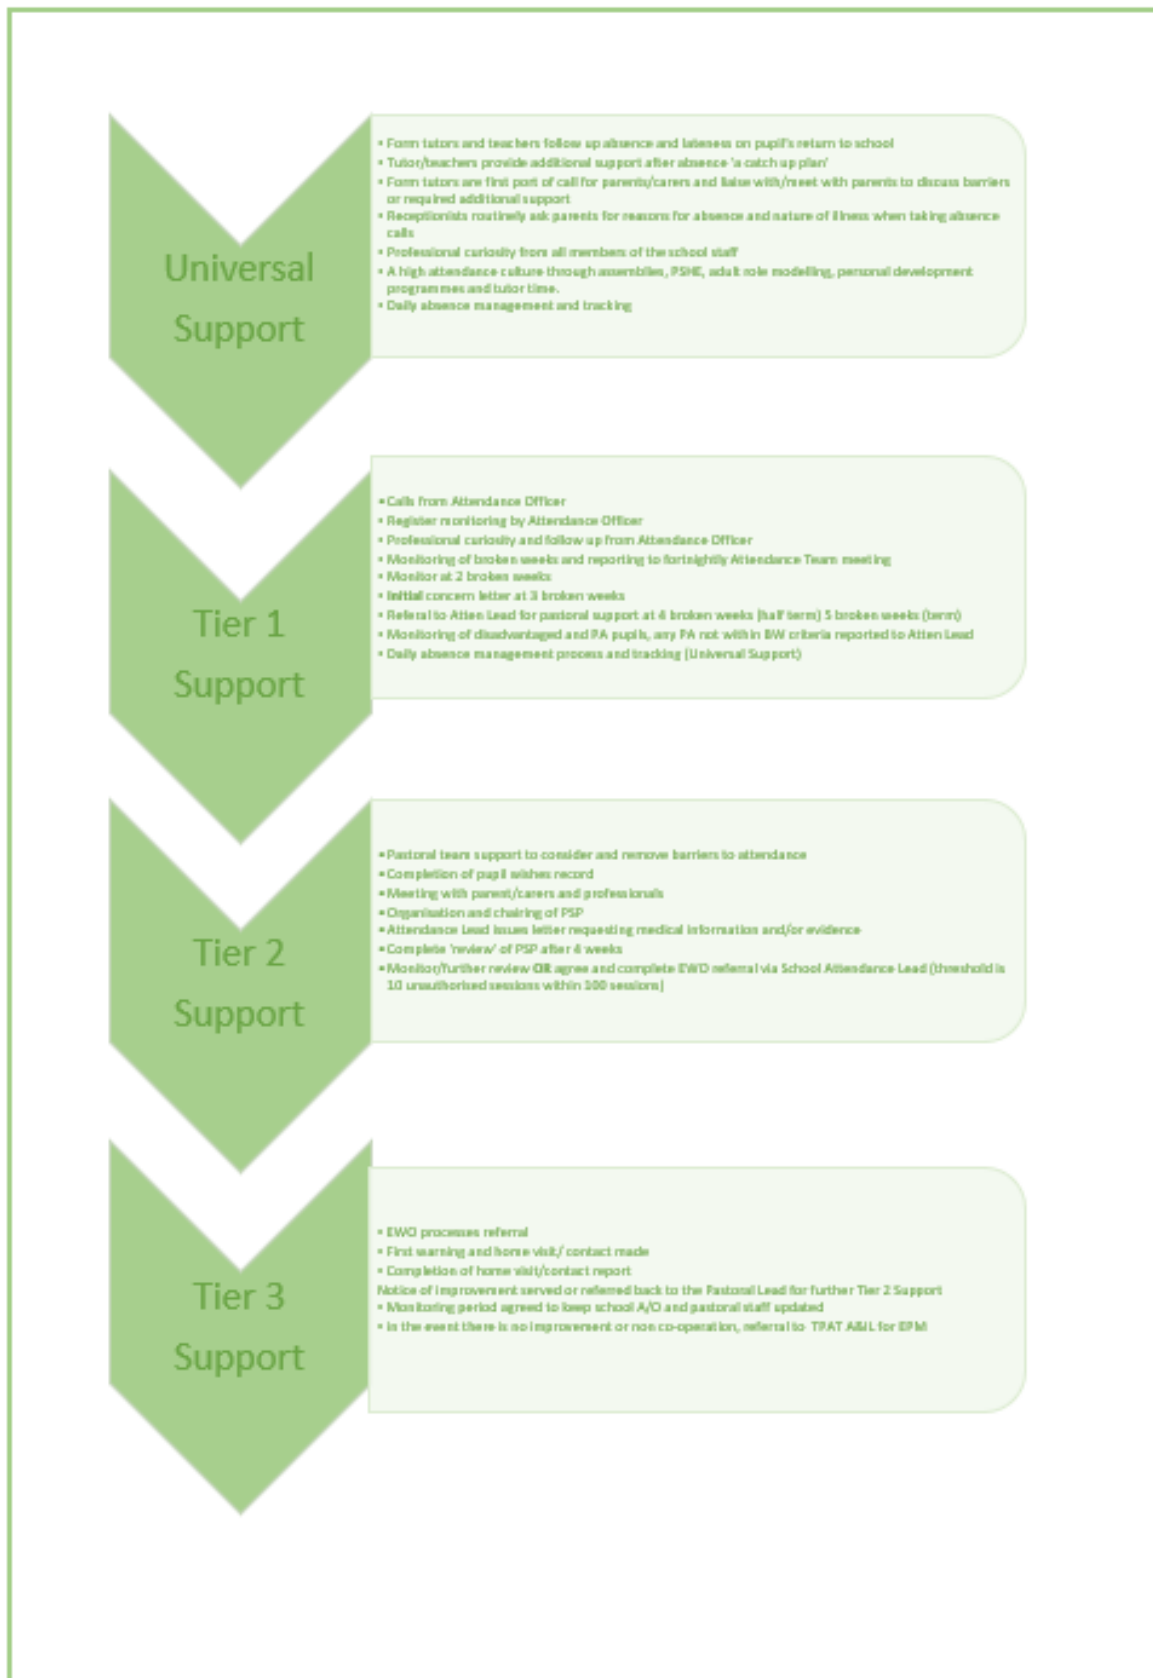 Universal
Support
• Form tutors and teachers follow up absence and lateness on pupil's return to school
• Tutor/teachers provide additional support after absence 'a catch up plan'
• Form tutors are first port of call for parents/carers and liaise with/meet with parents to discuss barriers
or required additional support
• Receptionists routinely ask parents for reasons for absence and nature of illness when taking absence
calls
• Professional curiosity from all members of the school staff
• A high attendance culture through assemblies, PSHE, adult role modelling, personal development
programmes and tutor time.
• Daily absence management and tracking
Tier 1
Support
• Calls from Attendance Officer
• Register monitoring by Attendance Officer
• Professional curiosity and follow up from Attendance Officer
• Monitoring of broken weeks and reporting to fortnightly Attendance Team meeting
• Monitor at 2 broken weeks
• Initial concern letter at 3 broken weeks
• Referal to Atten Lead for pastoral support at 4 broken weeks (half term) 5 broken weeks (term)
• Monitoring of disadvantaged and PA pupils, any PA not within BW criteria reported to Atten Lead
• Daily absence management process and tracking (Universal Support)
Tier 2
Support
• Pastoral team support to consider and remove barriers to attendance
• Completion of pupil wishes record
• Meeting with parent/carers and professionals
• Organisation and chairing of PSP
• Attendance Lead issues letter requesting medical information and/or evidence
• Complete 'review' of PSP after 4 weeks
• Monitor/further review OR agree and complete EWO referral via School Attendance Lead (threshold is
10 unauthorised sessions within 100 sessions)
Tier 3
Support
• EWO processes referral
• First warning and home visit/ contact made
• Completion of home visit/contact report
Notice of improvement served or referred back to the Pastoral Lead for further Tier 2 Support
• Monitoring period agreed to keep school A/O and pastoral staff updated
• In the event there is no improvement or non co-operation, referral to TPAT A&IL for EPM